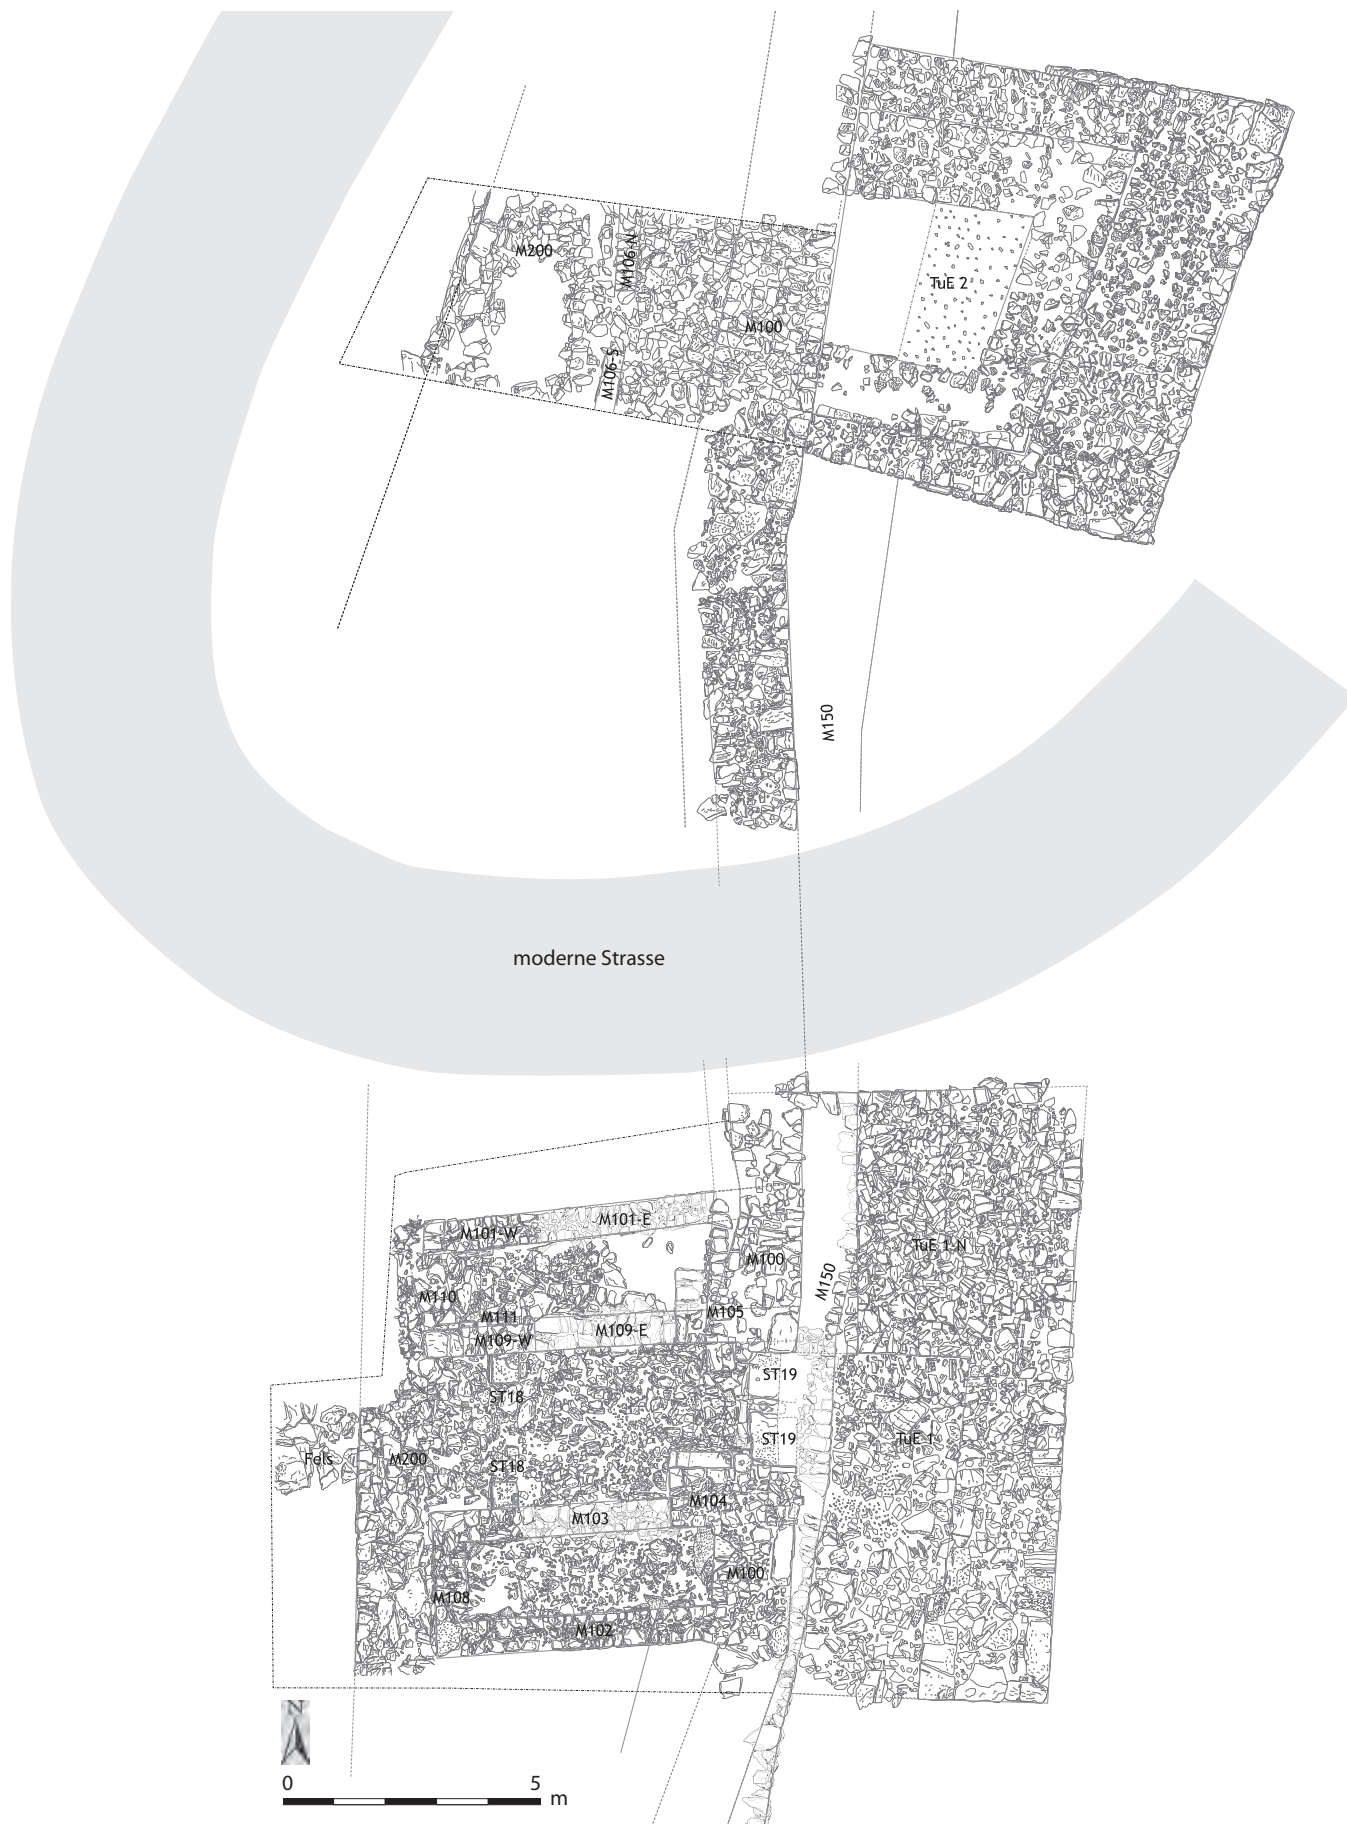 M200
M106-N
TuE 2
M100
M106-S
M150
moderne Strasse
M101-E
M101-W
TuE 1-N
M100
M150
M110
M105
M111
M109-E
M109-W
ST19
ST18
TuE 1
ST19
M200
Fels
ST18
M104
M103
M100
M108
M102
N
0
5
m